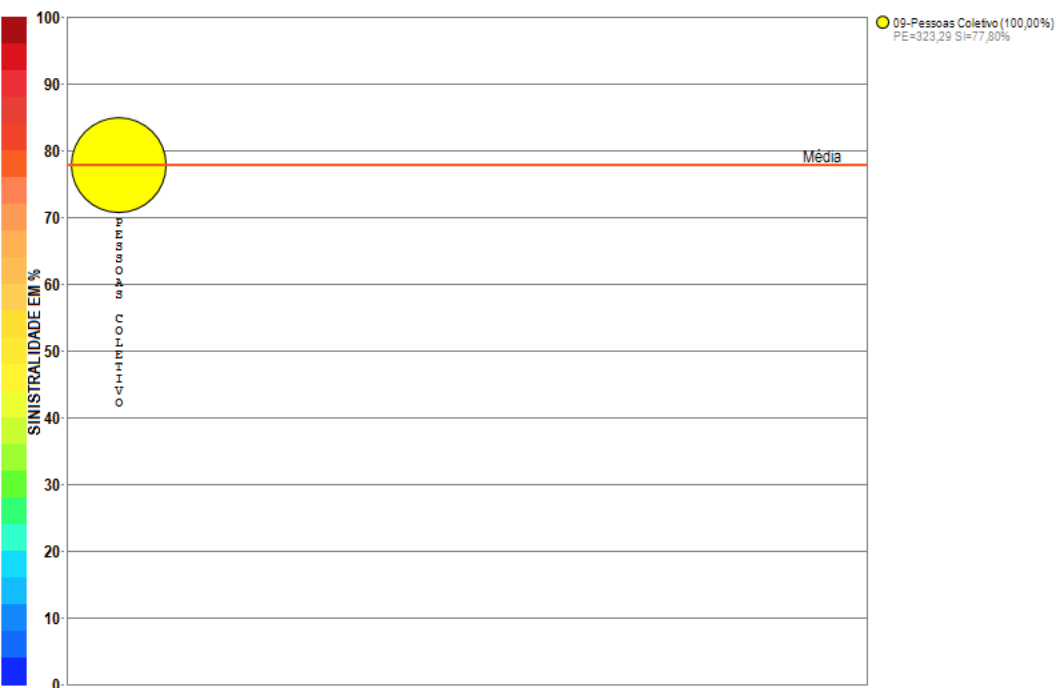 100
90
80
70
60
50
40
30
20
10
0
SINISTRALIDADE EM %
Média
PESSOAS COLETIVO
09-Pessoas Coletivo (100,00%)
PE=323,29 SI=77,80%